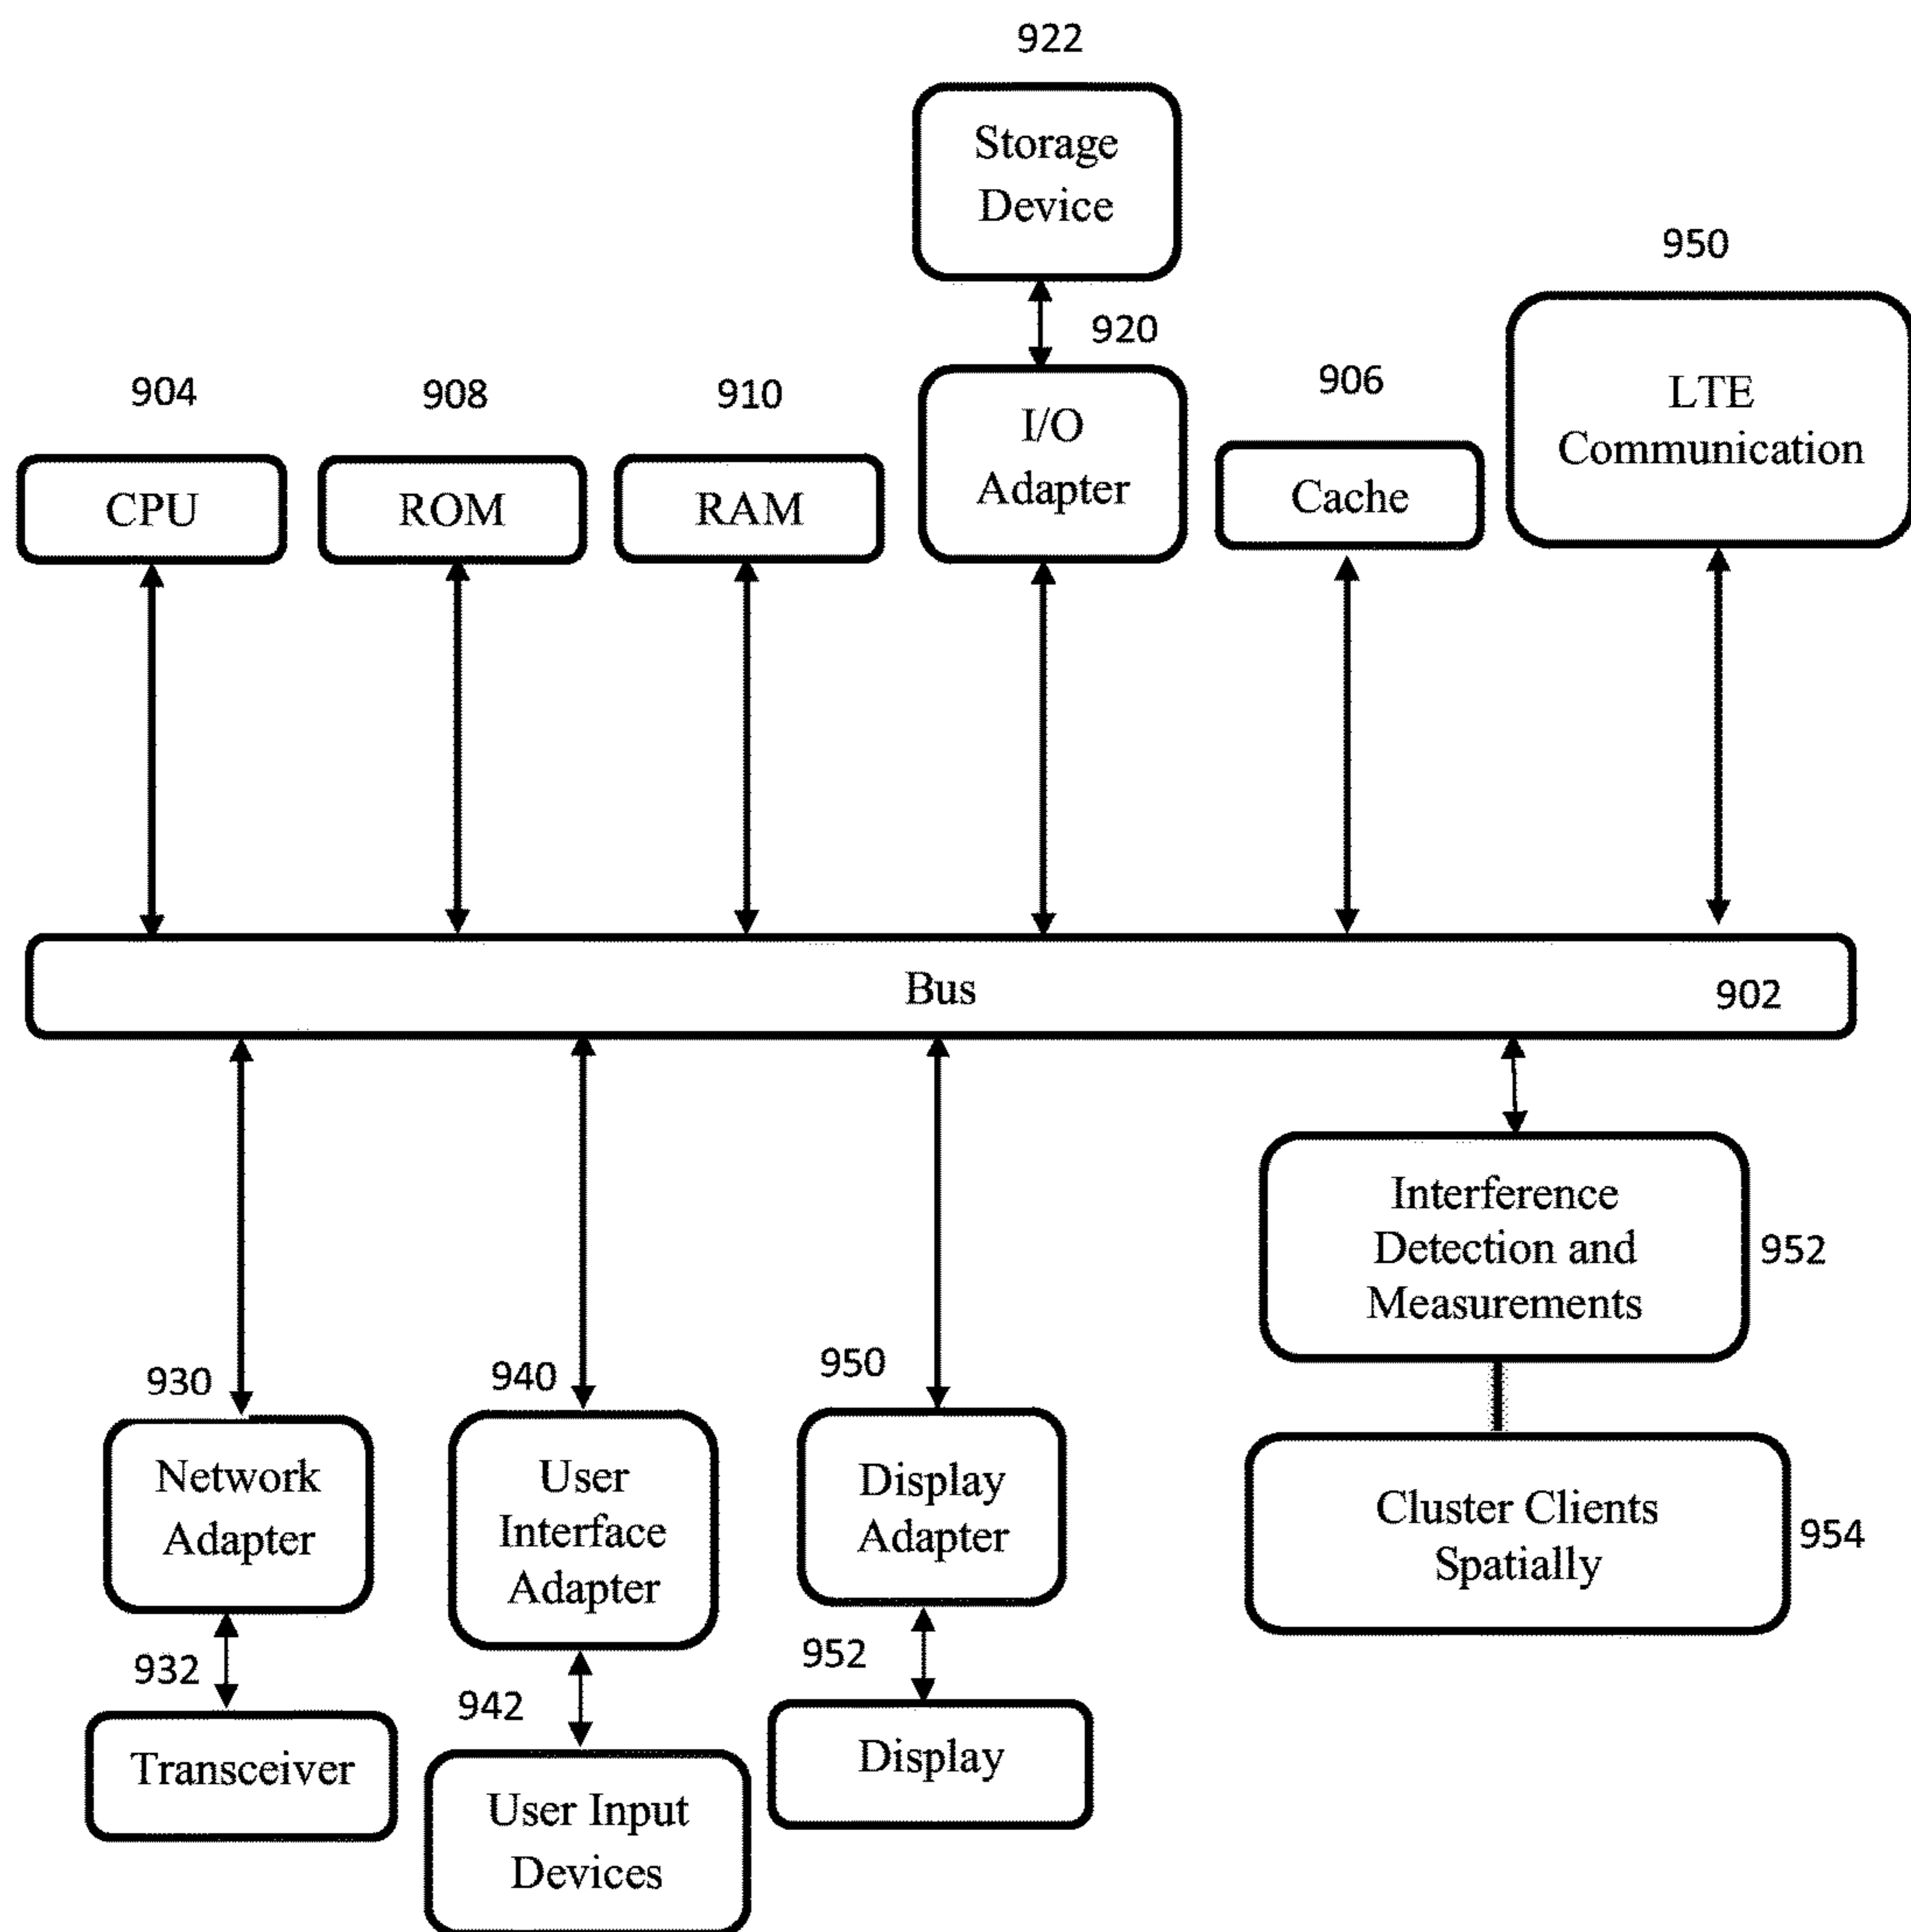 922
Storage
Device
950
920
904
908
910
I/O
Adapter
906
LTE
Communication
CPU
ROM
RAM
Cache
Bus
902
Interference
Detection and
Measurements
952
930
940
950
Network
Adapter
User
Interface
Adapter
Display
Adapter
Cluster Clients
Spatially
954
932
942
952
Transceiver
User Input
Devices
Display